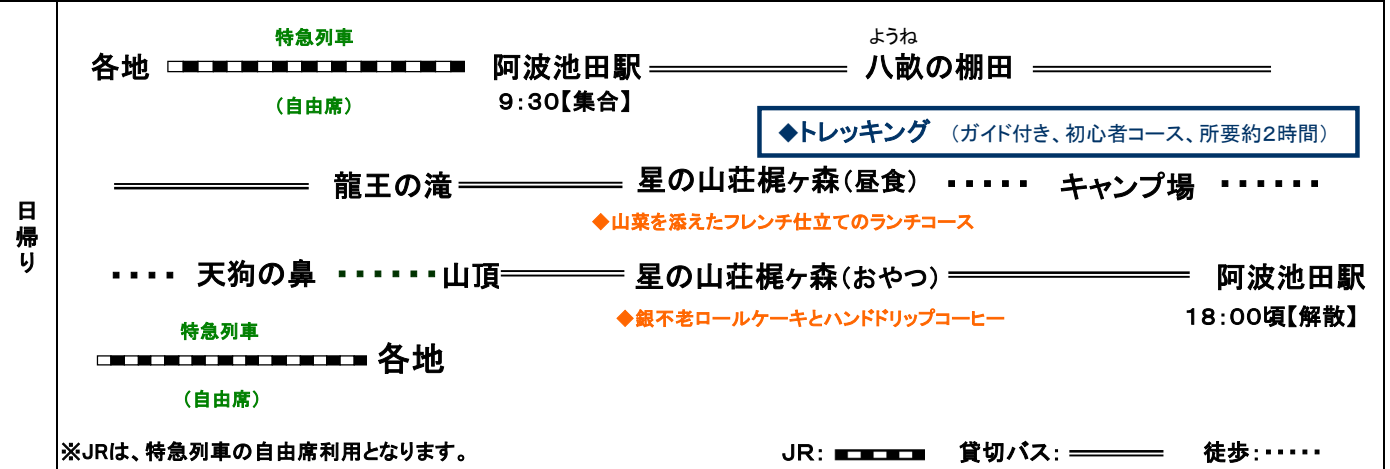 日帰り
特急列車
各地 阿波池田駅 八畝の棚田
ようね
(自由席)
9:30【集合】
◆トレッキング (ガイド付き、初心者コース、所要約2時間)
龍王の滝 星の山荘梶ヶ森(昼食) ・・・・・ キャンプ場 ・・・・・・
◆山菜を添えたフレンチ仕立てのランチコース
・・・・ 天狗の鼻 ・・・・・・山頂 星の山荘梶ヶ森(おやつ) 阿波池田駅
◆銀不老ロールケーキとハンドドリップコーヒー
18:00頃【解散】
特急列車
各地
(自由席)
※JRは、特急列車の自由席利用となります。
JR: 貸切バス: 徒歩:・・・・・